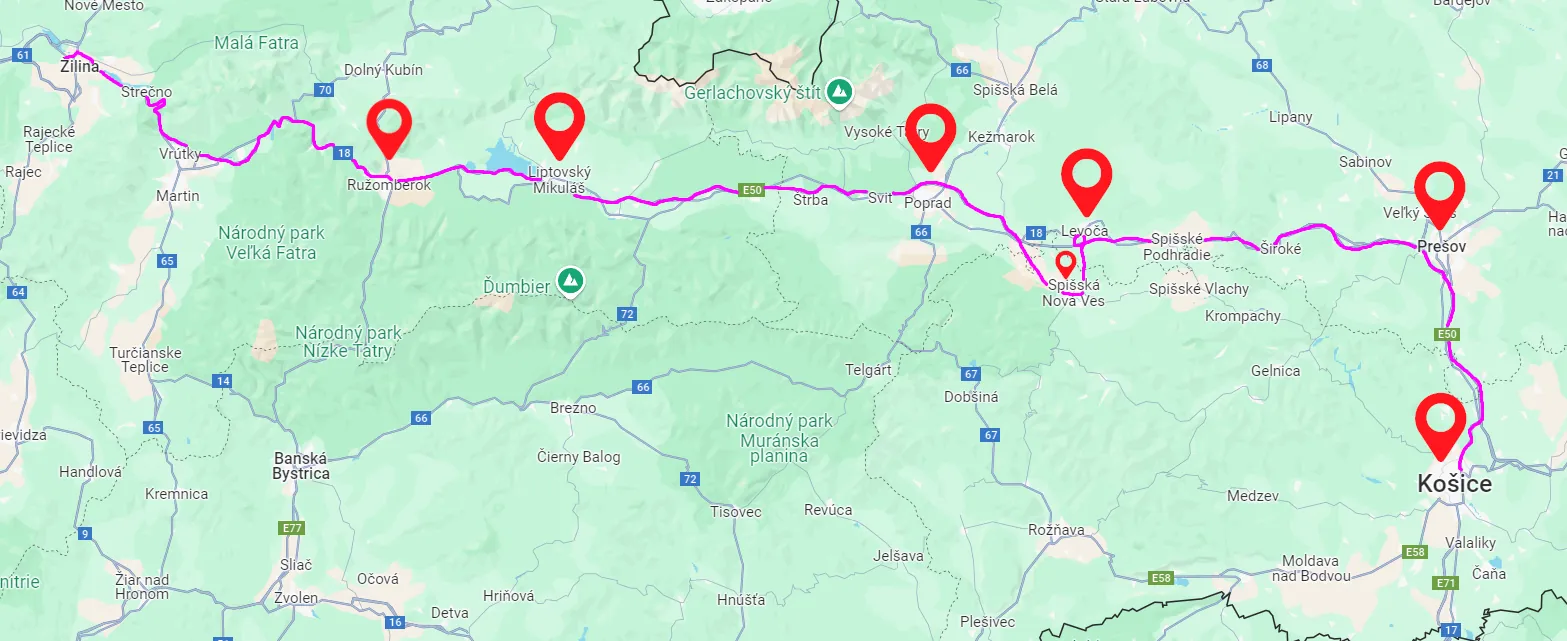 Nové Mesto
Zakopane
Stará Ľubovňa
Bardejov
Malá Fatra
61
Žilina
68
66
Dolný Kubín
70
Strečno
Gerlachovský štít
Spišská Belá
Lipany
Rajecké
Teplice
Vysoké Tatry
Kežmarok
Vrútky
18
Sabinov
Rajec
Ružomberok
Liptovský
Mikuláš
21
Martin
E50
Štrba
Svit
Poprad
Veľký Šariš
Ha
nad
66
18
Levoča
Národný park
Veľká Fatra
Spišské
Podhradie
Široké
Prešov
65
Ďumbier
Spišská
Nová Ves
Spišské Vlachy
64
72
Krompachy
Národný park
Nízke Tatry
E50
Turčianske
Teplice
14
Telgárt
67
Gelnica
66
Dobšiná
Brezno
66
Národný park
Muránska
planina
65
67
ievidza
Banská
Bystrica
Čierny Balog
Handlová
72
Košice
Kremnica
Medzev
Tisovec
Revúca
9
E77
Rožňava
Valaliky
E58
Jelšava
Sliač
Moldava
nad Bodvou
Čaňa
nítrie
Žiar nad
Hronom
Očová
E58
E71
Hriňová
Zvolen
Hnúšťa
Detva
16
Plešivec
17